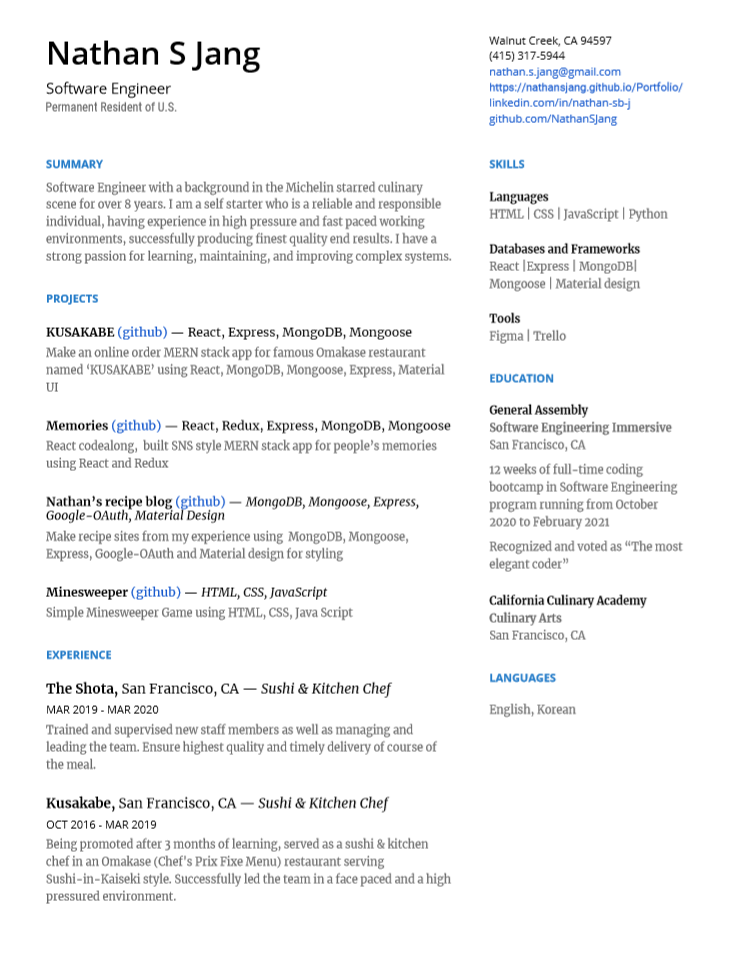 Nathan S Jang
Software Engineer
Permanent Resident of U.S.
Walnut Creek, CA 94597
(415) 317-5944
nathan.s.jang@gmail.com
https://nathansjang.github.io/Portfolio/
linkedin.com/in/nathan-sb-j
github.com/NathanSJang
SUMMARY
Software Engineer with a background in the Michelin starred culinary
scene for over 8 years. I am a self starter who is a reliable and responsible
individual, having experience in high pressure and fast paced working
environments, successfully producing finest quality end results. I have a
strong passion for learning, maintaining, and improving complex systems.
PROJECTS
KUSAKABE (github) — React, Express, MongoDB, Mongoose
Make an online order MERN stack app for famous Omakase restaurant
named ‘KUSAKABE’ using React, MongoDB, Mongoose, Express, Material
UI
Memories (github) — React, Redux, Express, MongoDB, Mongoose
React codealong, built SNS style MERN stack app for people’s memories
using React and Redux
Nathan’s recipe blog (github) — MongoDB, Mongoose, Express,
Google-OAuth, Material Design
Make recipe sites from my experience using MongoDB, Mongoose,
Express, Google-OAuth and Material design for styling
Minesweeper (github) — HTML, CSS, JavaScript
Simple Minesweeper Game using HTML, CSS, Java Script
EXPERIENCE
The Shota, San Francisco, CA — Sushi & Kitchen Chef
MAR 2019 - MAR 2020
Trained and supervised new staff members as well as managing and
leading the team. Ensure highest quality and timely delivery of course of
the meal.
Kusakabe, San Francisco, CA — Sushi & Kitchen Chef
OCT 2016 - MAR 2019
Being promoted after 3 months of learning, served as a sushi & kitchen
chef in an Omakase (Chef’s Prix Fixe Menu) restaurant serving
Sushi-in-Kaiseki style. Successfully led the team in a face paced and a high
pressured environment.
SKILLS
Languages
HTML | CSS | JavaScript | Python
Databases and Frameworks
React |Express | MongoDB|
Mongoose | Material design
Tools
Figma | Trello
EDUCATION
General Assembly
Software Engineering Immersive
San Francisco, CA
12 weeks of full-time coding
bootcamp in Software Engineering
program running from October
2020 to February 2021
Recognized and voted as “The most
elegant coder”
California Culinary Academy
Culinary Arts
San Francisco, CA
LANGUAGES
English, Korean